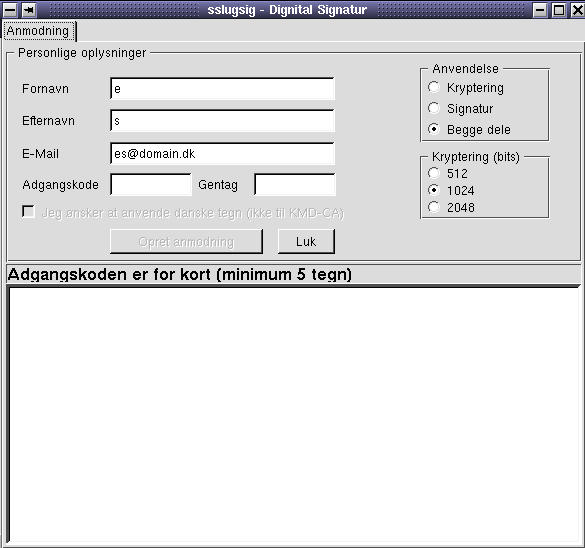 sslugsig - Dignital Signatur
Anmodning
Personlige oplysninger
Fornavn e
Efternavn s
E-Mail es@domain.dk
Adgangskode Gentag
Jeg ønsker at anvende danske tegn (ikke til KMD-CA)
Opret anmodning Luk
Anvendelse
Kryptering
Signatur
Begge dele
Kryptering (bits)
512
1024
2048
Adgangskoden er for kort (minimum 5 tegn)